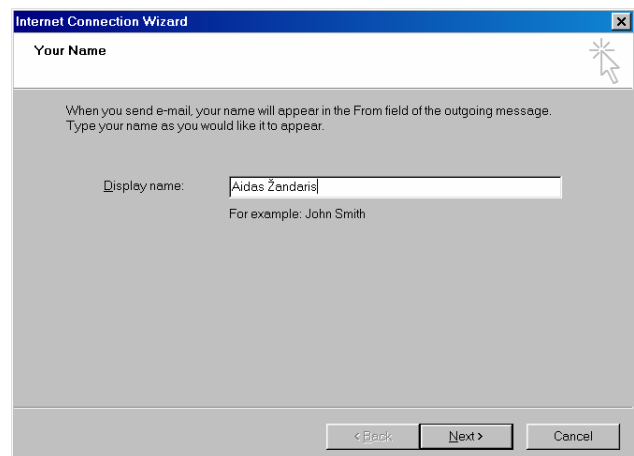 Internet Connection Wizard
Your Name
When you send e-mail, your name will appear in the From field of the outgoing message.
Type your name as you would like it to appear.
Display name: Aidas Žandaris
For example: John Smith
< Back Next > Cancel